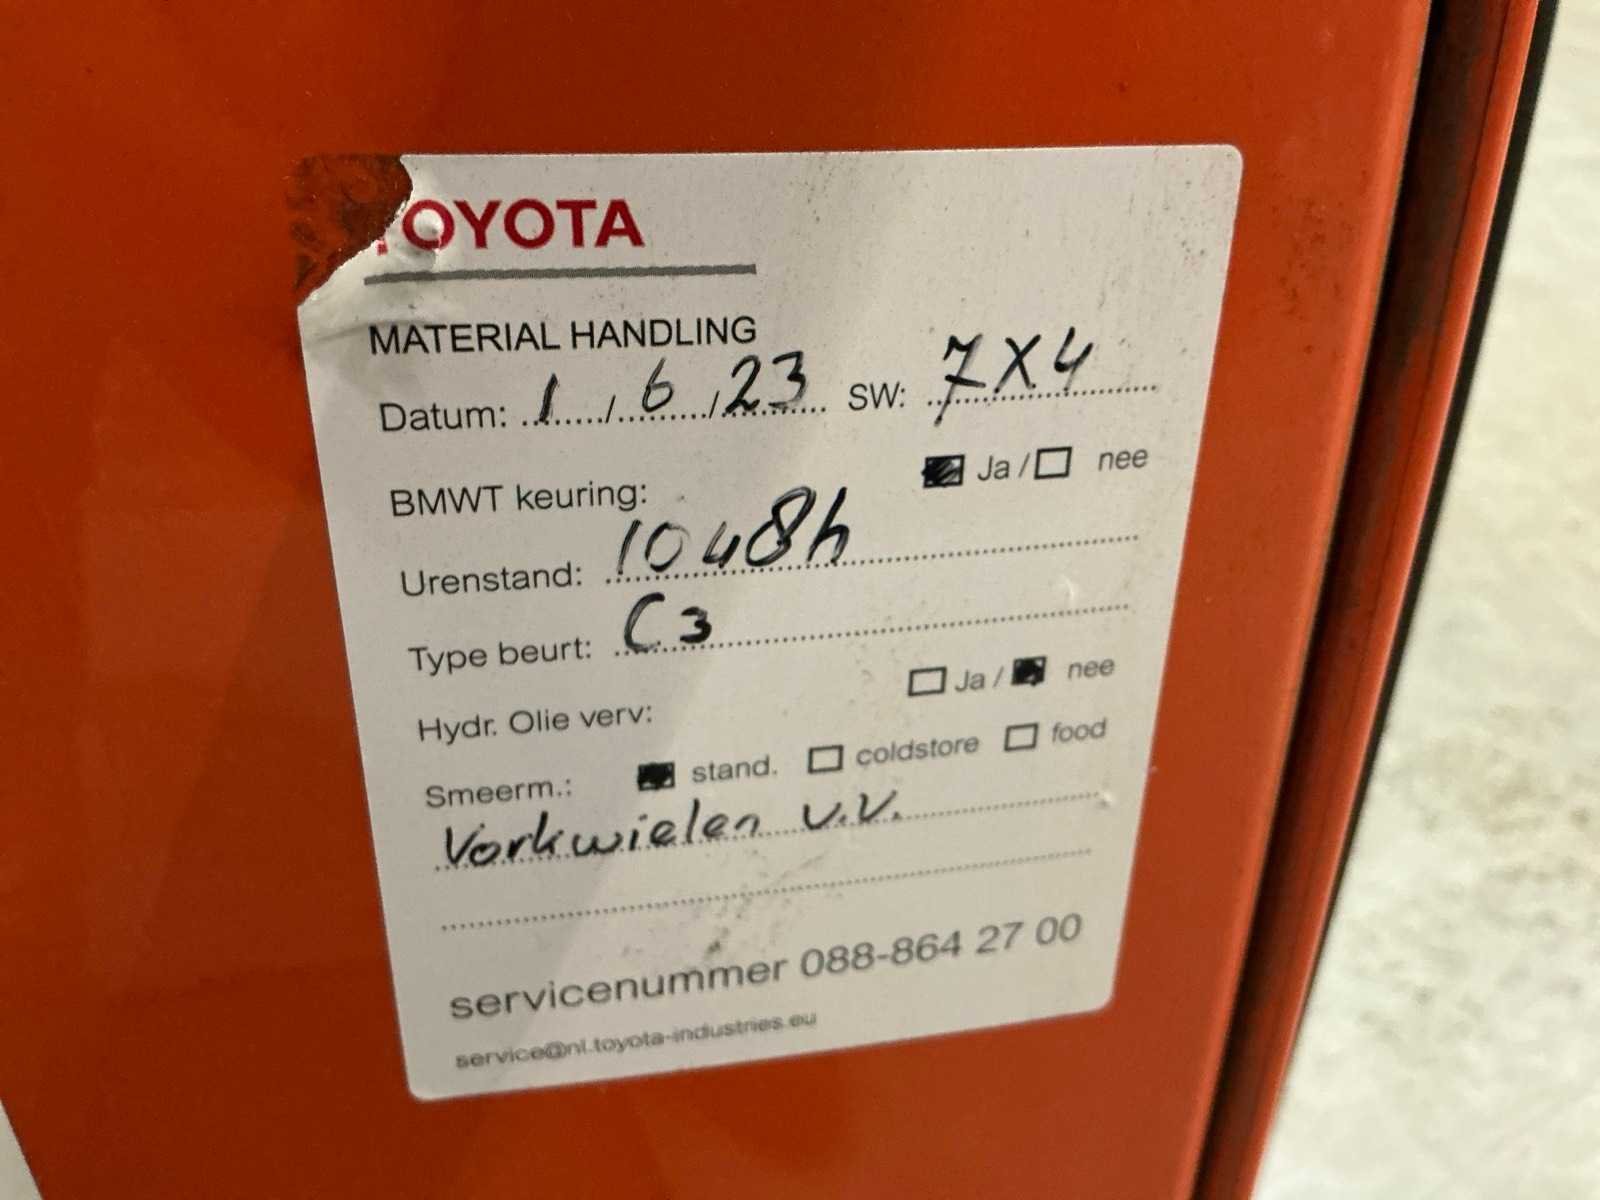 TOYOTA
MATERIAL HANDLING
Datum: 1 / 6 / 23 SW: 7X4
BMWT keuring: Ja / nee
Urenstand: 1048h
Type beurt: C3
Hydr. Olie verv: Ja / nee
Smeerm.: stand. coldstore food
Vorkwielen v.v.
servicenummer 088-864 27 00
service@nl.toyota-industries.eu